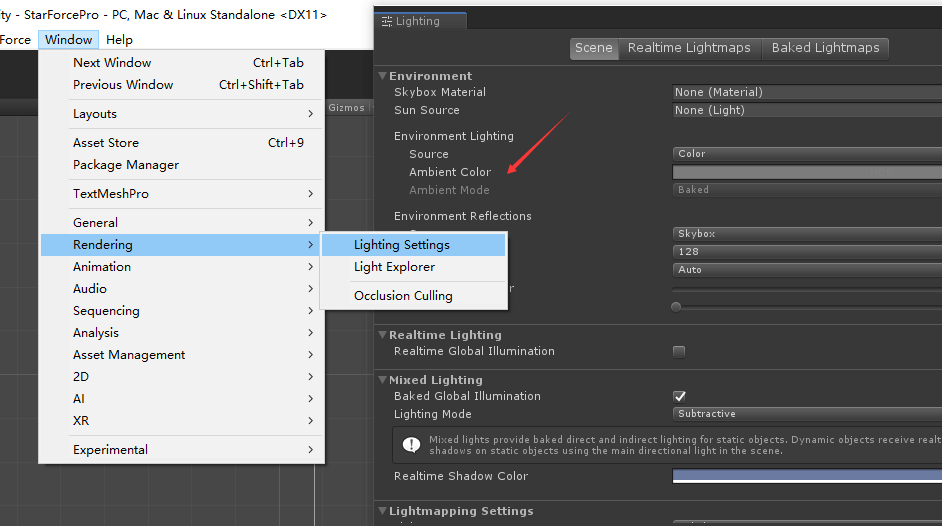 ty - StarForcePro - PC, Mac & Linux Standalone <DX11>
Force Window Help
Next Window Ctrl+Tab
Previous Window Ctrl+Shift+Tab
Layouts
Asset Store Ctrl+9
Package Manager
TextMeshPro
General
Rendering
Animation
Audio
Sequencing
Analysis
Asset Management
2D
AI
XR
Experimental
Gizmos
Lighting Settings
Light Explorer
Occlusion Culling
Lighting
Scene Realtime Lightmaps Baked Lightmaps
Environment
Skybox Material None (Material)
Sun Source None (Light)
Environment Lighting
Source Color
Ambient Color
Ambient Mode Baked
Environment Reflections
Skybox
128
Auto
Realtime Lighting
Realtime Global Illumination
Mixed Lighting
Baked Global Illumination
Lighting Mode Subtractive
Mixed lights provide baked direct and indirect lighting for static objects. Dynamic objects receive realt
shadows on static objects using the main directional light in the scene.
Realtime Shadow Color
Lightmapping Settings